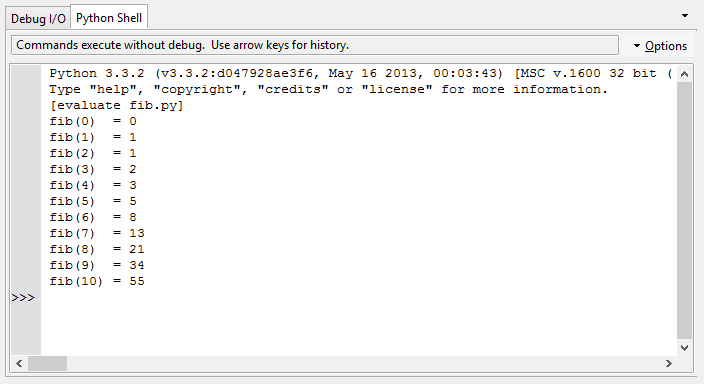 Debug I/O Python Shell
Commands execute without debug.  Use arrow keys for history.
Options
Python 3.3.2 (v3.3.2:d047928ae3f6, May 16 2013, 00:03:43) [MSC v.1600 32 bit (
Type "help", "copyright", "credits" or "license" for more information.
[evaluate fib.py]
fib(0)  = 0
fib(1)  = 1
fib(2)  = 1
fib(3)  = 2
fib(4)  = 3
fib(5)  = 5
fib(6)  = 8
fib(7)  = 13
fib(8)  = 21
fib(9)  = 34
fib(10) = 55
>>>